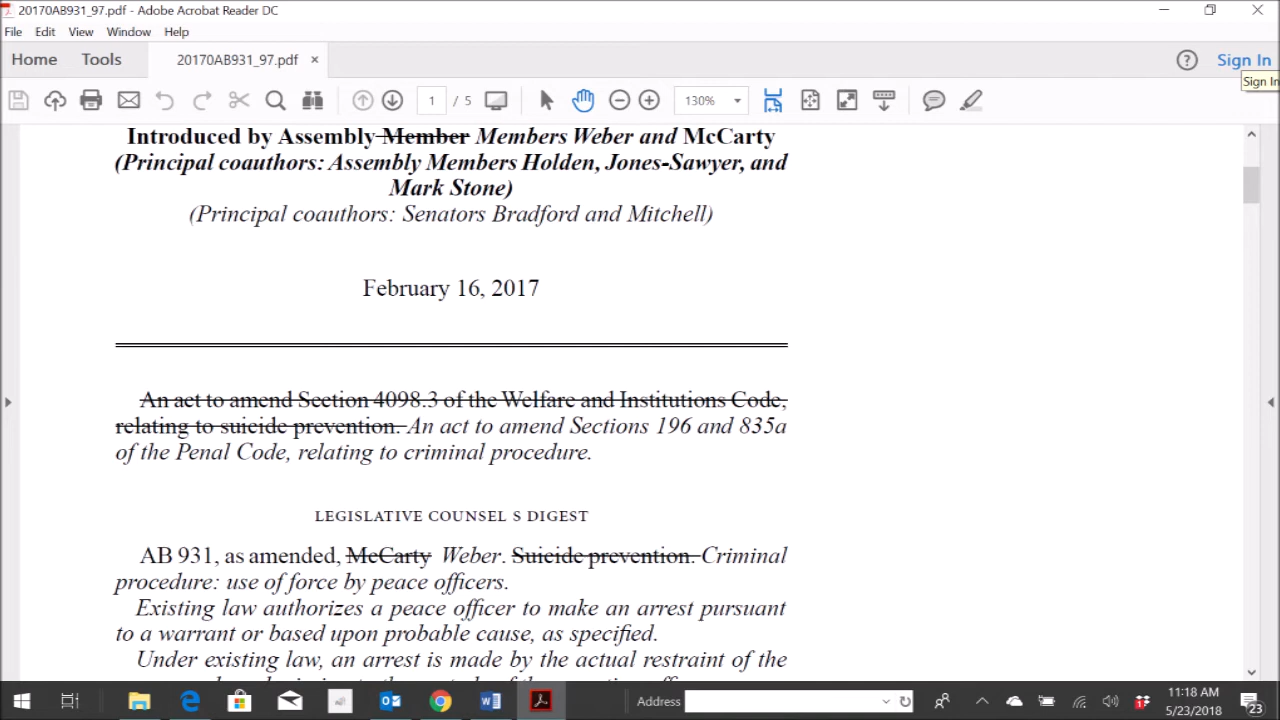 20170AB931_97.pdf - Adobe Acrobat Reader DC
File Edit View Window Help
Home Tools 20170AB931_97.pdf × ? Sign In
Sign In
1 / 5 130%
Introduced by Assembly Member Members Weber and McCarty
(Principal coauthors: Assembly Members Holden, Jones-Sawyer, and
Mark Stone)
(Principal coauthors: Senators Bradford and Mitchell)
February 16, 2017
An act to amend Section 4098.3 of the Welfare and Institutions Code,
relating to suicide prevention. An act to amend Sections 196 and 835a
of the Penal Code, relating to criminal procedure.
LEGISLATIVE COUNSEL S DIGEST
AB 931, as amended, McCarty Weber. Suicide prevention. Criminal
procedure: use of force by peace officers.
Existing law authorizes a peace officer to make an arrest pursuant
to a warrant or based upon probable cause, as specified.
Under existing law, an arrest is made by the actual restraint of the
Address 11:18 AM
5/23/2018 23